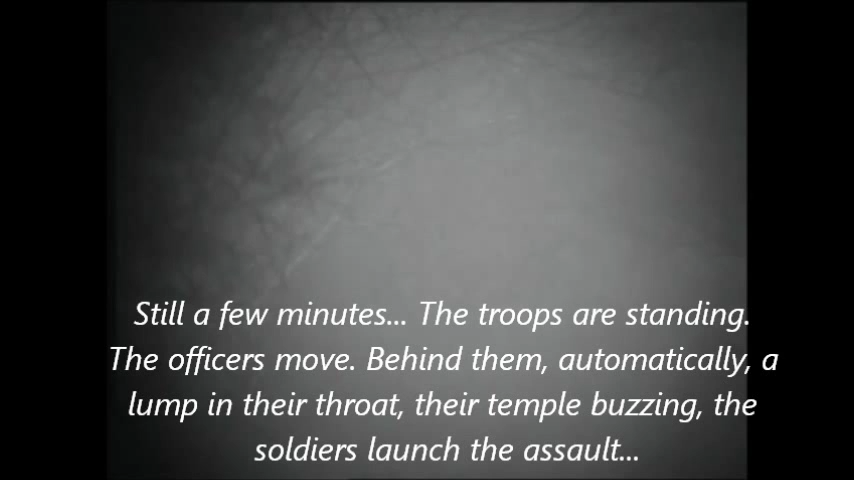 Still a few minutes... The troops are standing.
The officers move. Behind them, automatically, a
lump in their throat, their temple buzzing, the
soldiers launch the assault...